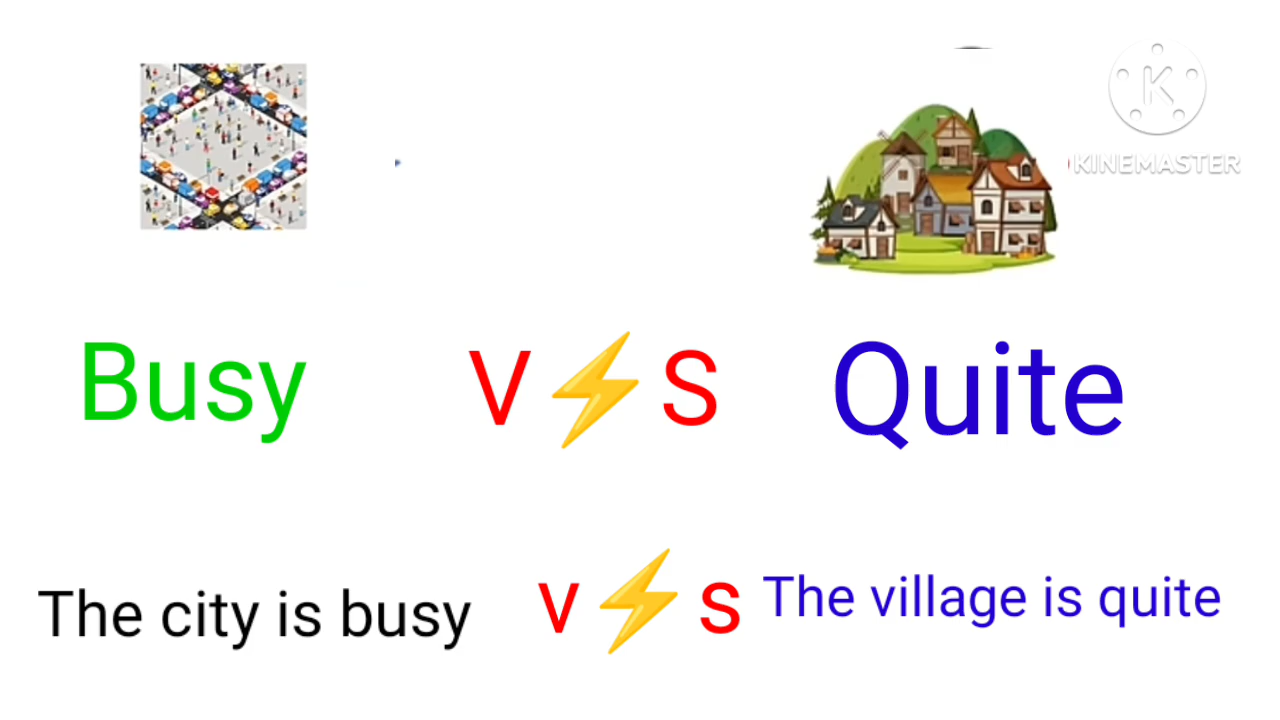 K
KINEMASTER
Busy V⚡S Quite
The city is busy v⚡s The village is quite